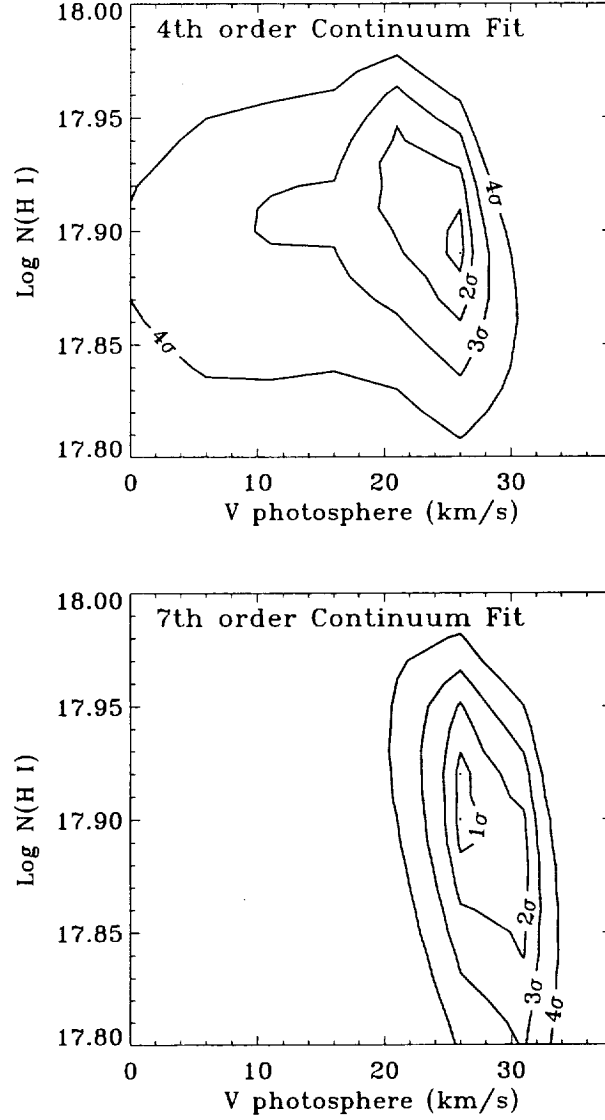 4th order Continuum Fit
18.00
17.95
17.90
17.85
17.80
Log N(H I)
4σ
4σ
2σ
3σ
0
10
20
30
V photosphere (km/s)
7th order Continuum Fit
18.00
17.95
17.90
17.85
17.80
Log N(H I)
1σ
2σ
3σ
4σ
0
10
20
30
V photosphere (km/s)